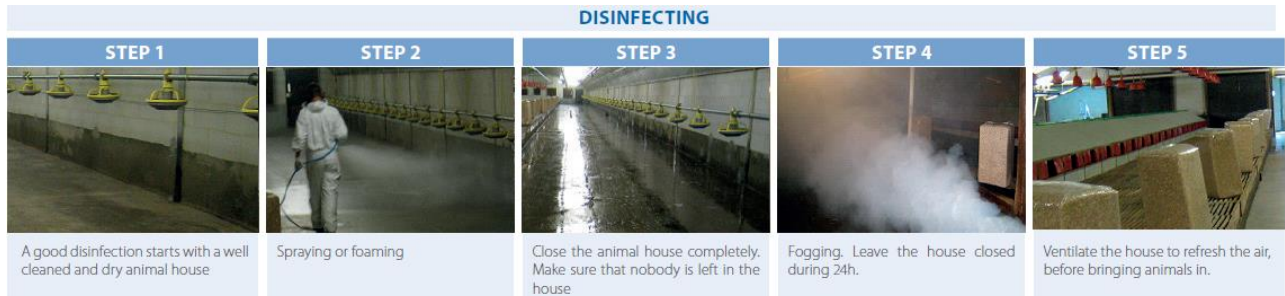 DISINFECTING
STEP 1
STEP 2
STEP 3
STEP 4
STEP 5
A good disinfection starts with a well
cleaned and dry animal house
Spraying or foaming
Close the animal house completely.
Make sure that nobody is left in the
house
Fogging. Leave the house closed
during 24h.
Ventilate the house to refresh the air,
before bringing animals in.